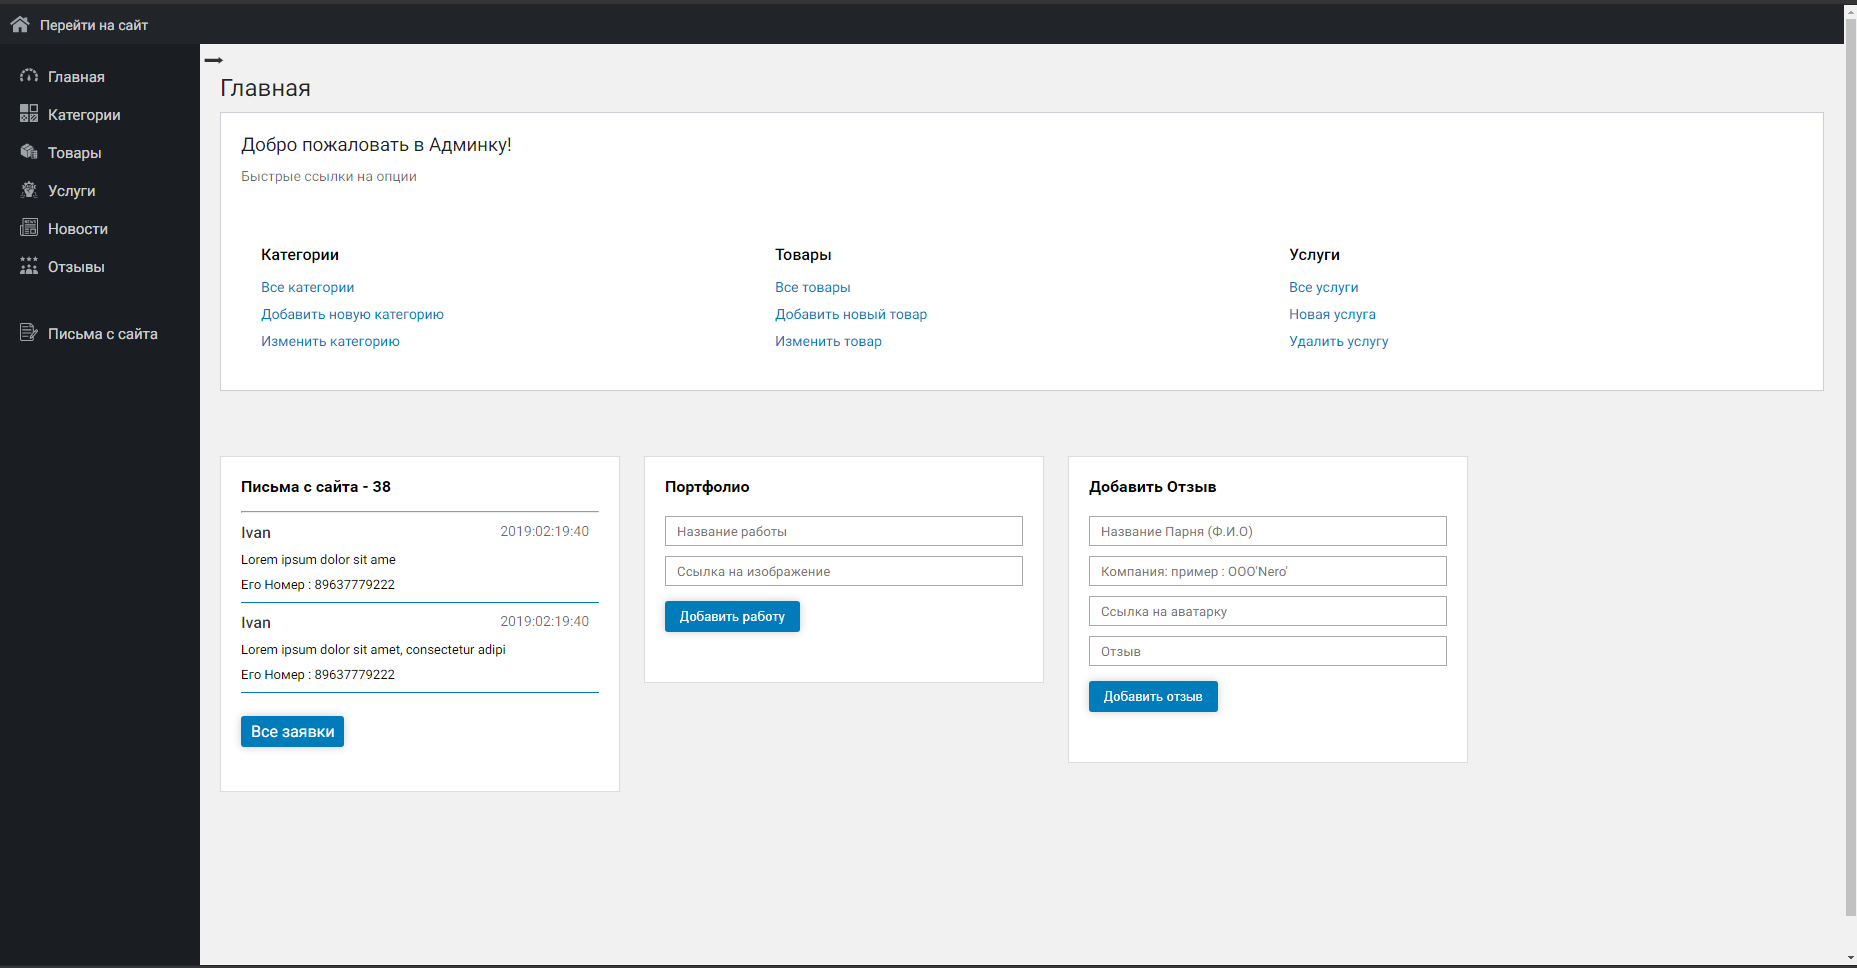 Перейти на сайт
Главная
Категории
Товары
Услуги
Новости
Отзывы
Письма с сайта
Главная
Добро пожаловать в Админку!
Быстрые ссылки на опции
Категории
Все категории
Добавить новую категорию
Изменить категорию
Товары
Все товары
Добавить новый товар
Изменить товар
Услуги
Все услуги
Новая услуга
Удалить услугу
Письма с сайта - 38
Ivan 2019:02:19:40
Lorem ipsum dolor sit ame
Его Номер : 89637779222
Ivan 2019:02:19:40
Lorem ipsum dolor sit amet, consectetur adipi
Его Номер : 89637779222
Все заявки
Портфолио
Название работы
Ссылка на изображение
Добавить работу
Добавить Отзыв
Название Парня (Ф.И.О)
Компания: пример : ООО'Nero'
Ссылка на аватарку
Отзыв
Добавить отзыв